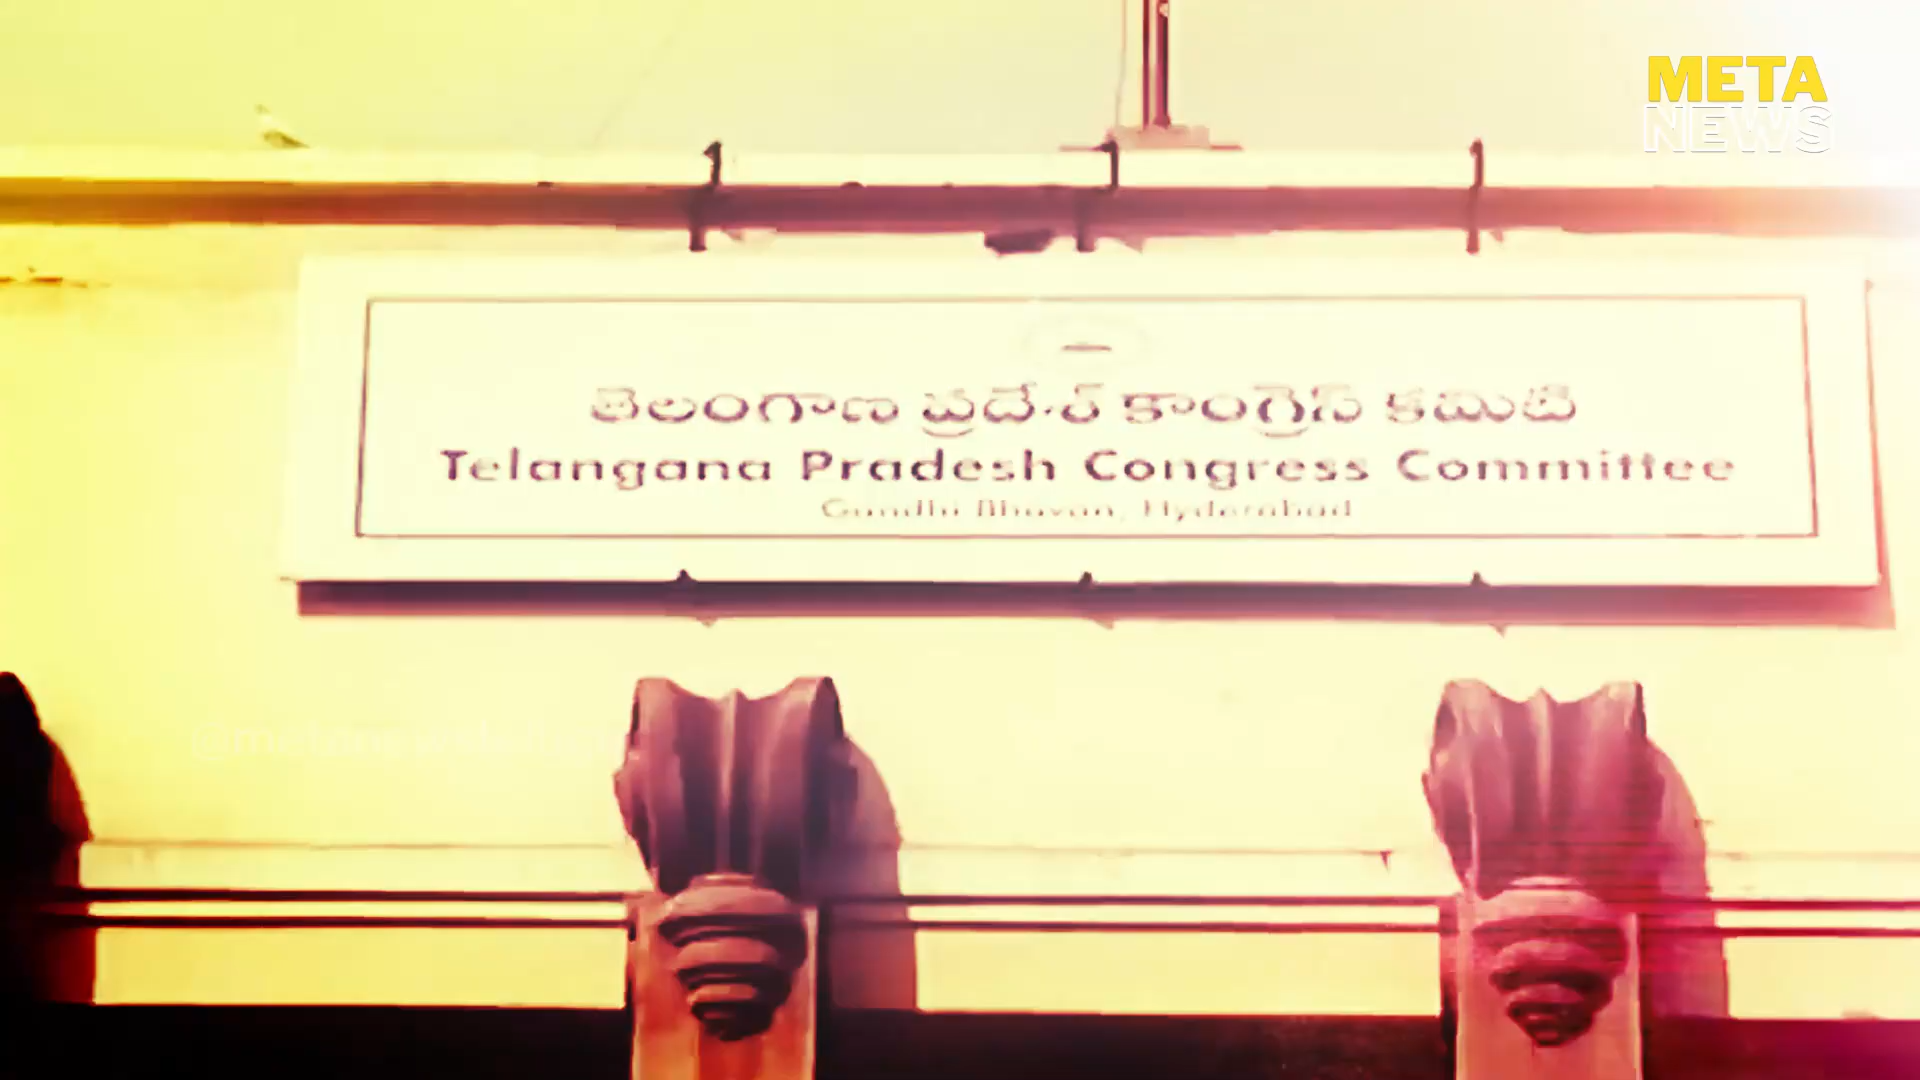 META
NEWS
తెలంగాణ ప్రదేశ్ కాంగ్రెస్ కమిటీ
Telangana Pradesh Congress Committee
Gandhi Bhavan, Hyderabad